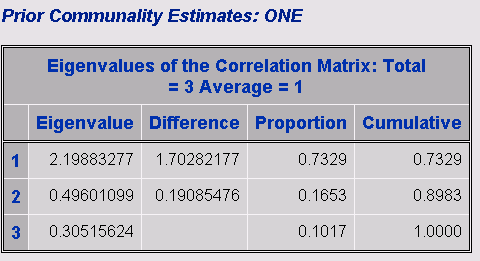 Prior Communality Estimates: ONE
Eigenvalues of the Correlation Matrix: Total
= 3 Average = 1
Eigenvalue Difference Proportion Cumulative
1 2.19883277 1.70282177 0.7329 0.7329
2 0.49601099 0.19085476 0.1653 0.8983
3 0.30515624 0.1017 1.0000